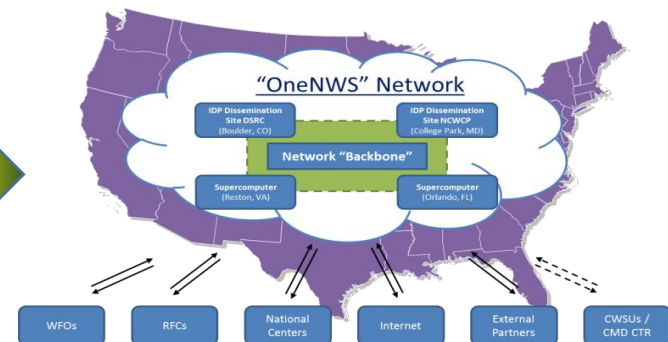 “OneNWS” Network
IDP Dissemination
Site DSRC
(Boulder, CO)
IDP Dissemination
Site NCWCP
(College Park, MD)
Network “Backbone”
Supercomputer
(Reston, VA)
Supercomputer
(Orlando, FL)
WFOs
RFCs
National
Centers
Internet
External
Partners
CWSUs /
CMD CTR